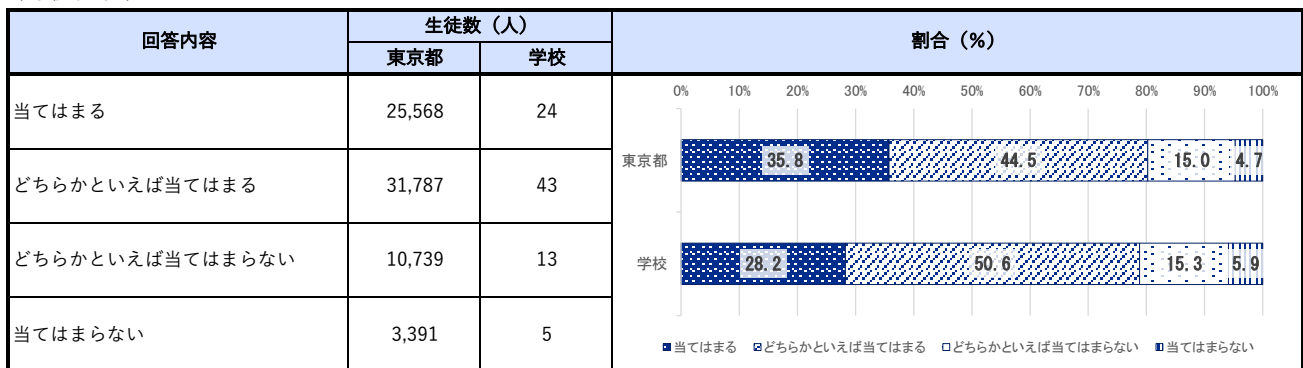 回答内容
生徒数（人）
割合（%）
東京都
学校
0% 10% 20% 30% 40% 50% 60% 70% 80% 90% 100%
当てはまる 25,568 24
どちらかといえば当てはまる 31,787 43
どちらかといえば当てはまらない 10,739 13
当てはまらない 3,391 5
東京都 35.8 44.5 15.0 4.7
学校 28.2 50.6 15.3 5.9
当てはまる どちらかといえば当てはまる どちらかといえば当てはまらない 当てはまらない